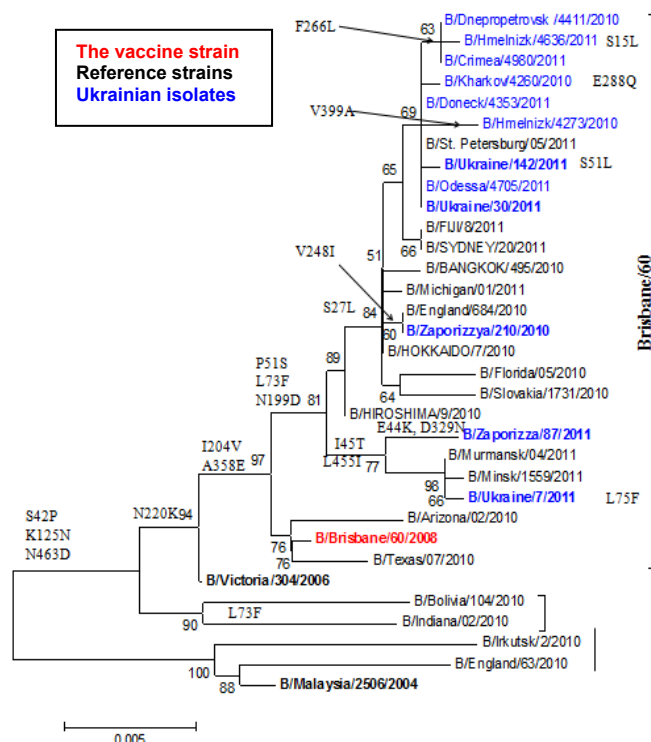 The vaccine strain
Reference strains
Ukrainian isolates
F266L
63
B/Dnepropetrovsk /4411/2010
B/Hmelnizk/4636/2011 S15L
B/Crimea/4980/2011
B/Kharkov/4260/2010 E288Q
V399A
69
B/Doneck/4353/2011
B/Hmelnizk/4273/2010
B/St. Petersburg/05/2011
65
B/Ukraine/142/2011 S51L
B/Odessa/4705/2011
B/Ukraine/30/2011
B/FIJI/8/2011
66
B/SYDNEY/20/2011
V248I
51
B/BANGKOK/495/2010
B/Michigan/01/2011
S27L
84
B/England/684/2010
60
B/Zaporizzya/210/2010
B/HOKKAIDO/7/2010
Brisbane/60
P51S
L73F
N199D
89
B/Florida/05/2010
64
B/Slovakia/1731/2010
81
B/HIROSHIMA/9/2010
E44K, D329N
I45T
L455I
77
B/Zaporizza/87/2011
B/Murmansk/04/2011
98
B/Minsk/1559/2011
66
B/Ukraine/7/2011 L75F
I204V
A358E
97
S42P
K125N
N463D
N220K
94
B/Arizona/02/2010
76
B/Brisbane/60/2008
76
B/Texas/07/2010
B/Victoria/304/2006
L73F
90
B/Bolivia/104/2010
B/Indiana/02/2010
B/Irkutsk/2/2010
100
B/England/63/2010
88
B/Malaysia/2506/2004
0.005